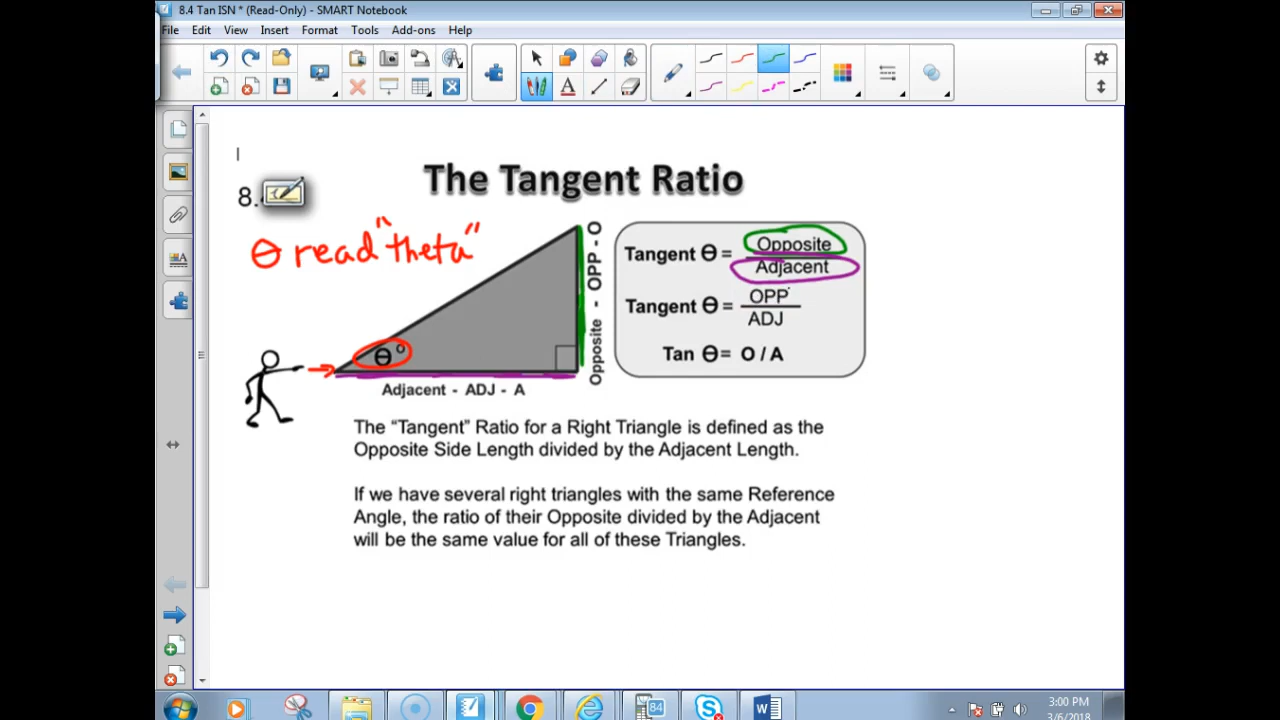 8.4 Tan ISN * (Read-Only) - SMART Notebook
File Edit View Insert Format Tools Add-ons Help
The Tangent Ratio
8.
Θ read "theta"
Θ°
Opposite - OPP - O
Adjacent - ADJ - A
Tangent Θ = Opposite
Adjacent
Tangent Θ = OPP
ADJ
Tan Θ = O / A
The “Tangent” Ratio for a Right Triangle is defined as the
Opposite Side Length divided by the Adjacent Length.
If we have several right triangles with the same Reference
Angle, the ratio of their Opposite divided by the Adjacent
will be the same value for all of these Triangles.
84
3:00 PM
3/6/2018